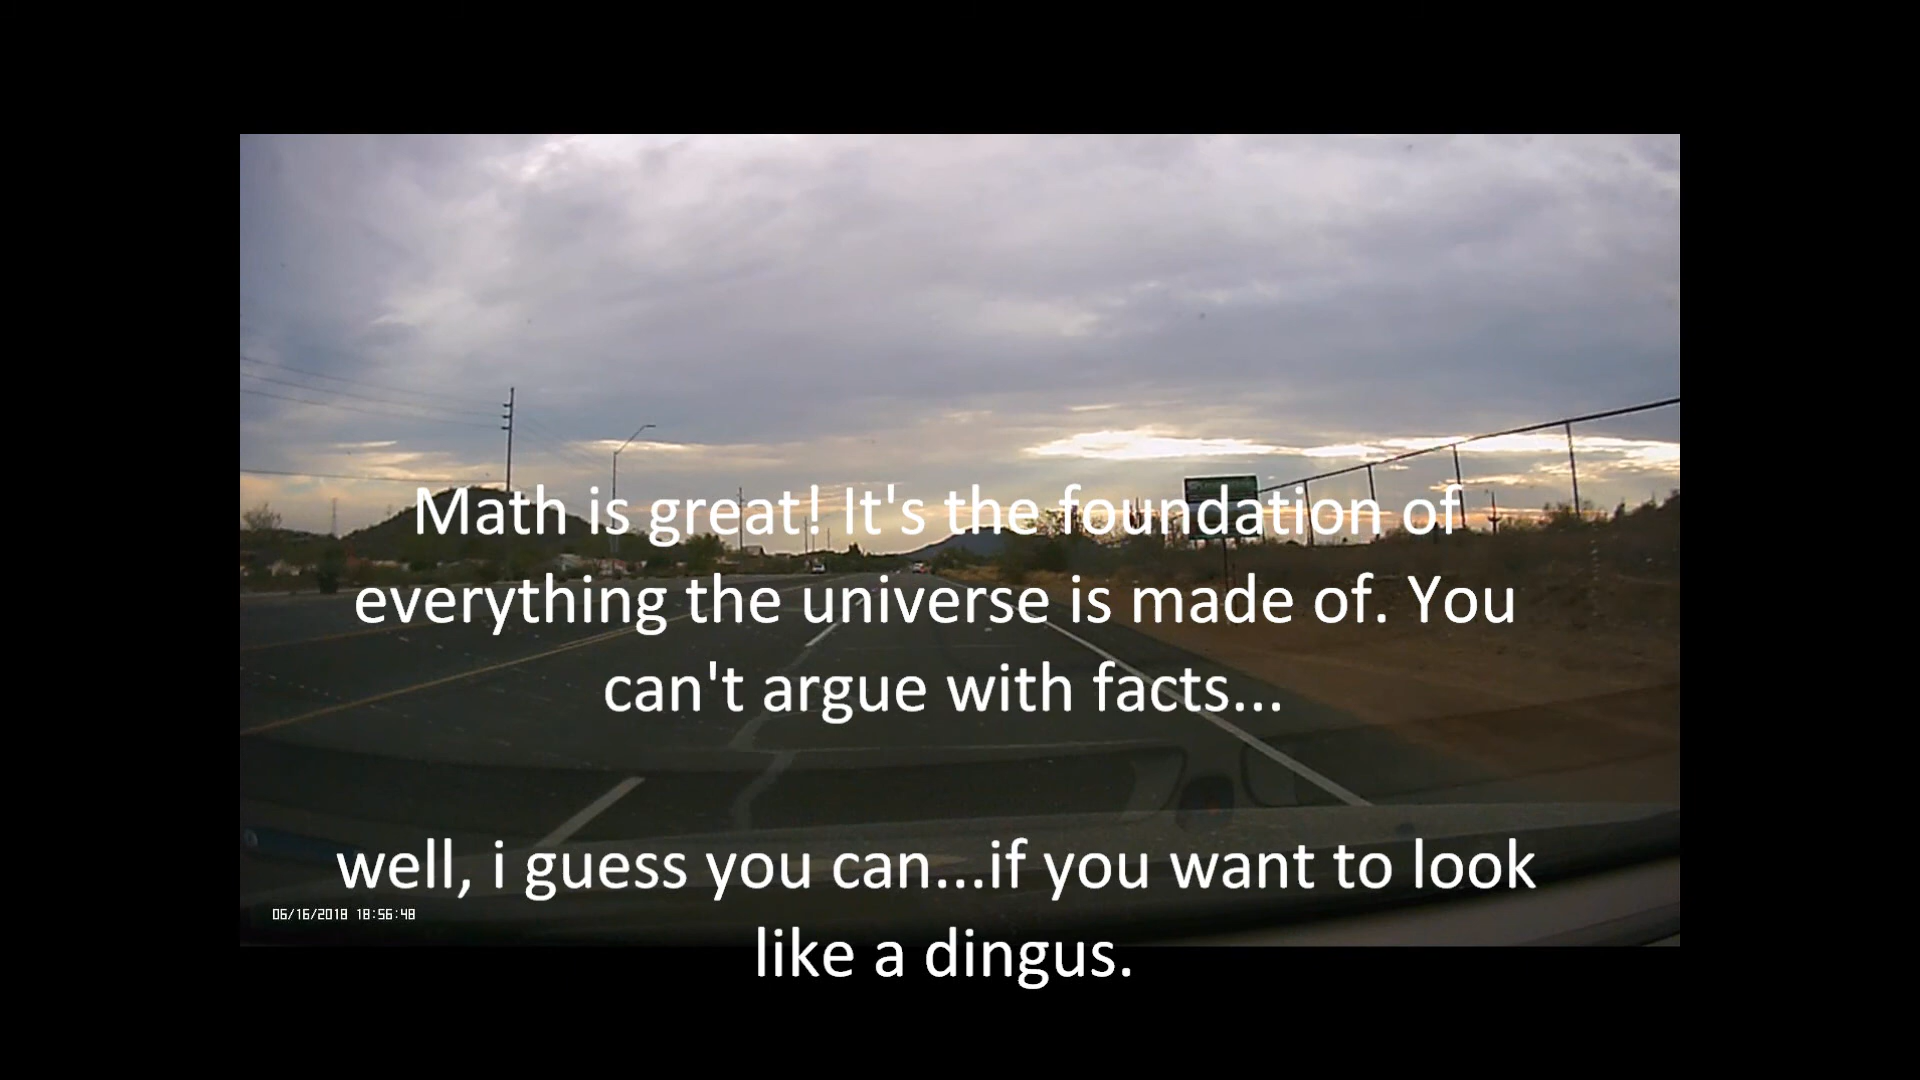 Math is great! It's the foundation of
everything the universe is made of. You
can't argue with facts...
well, i guess you can...if you want to look
like a dingus.
06/16/2018 18:56:48